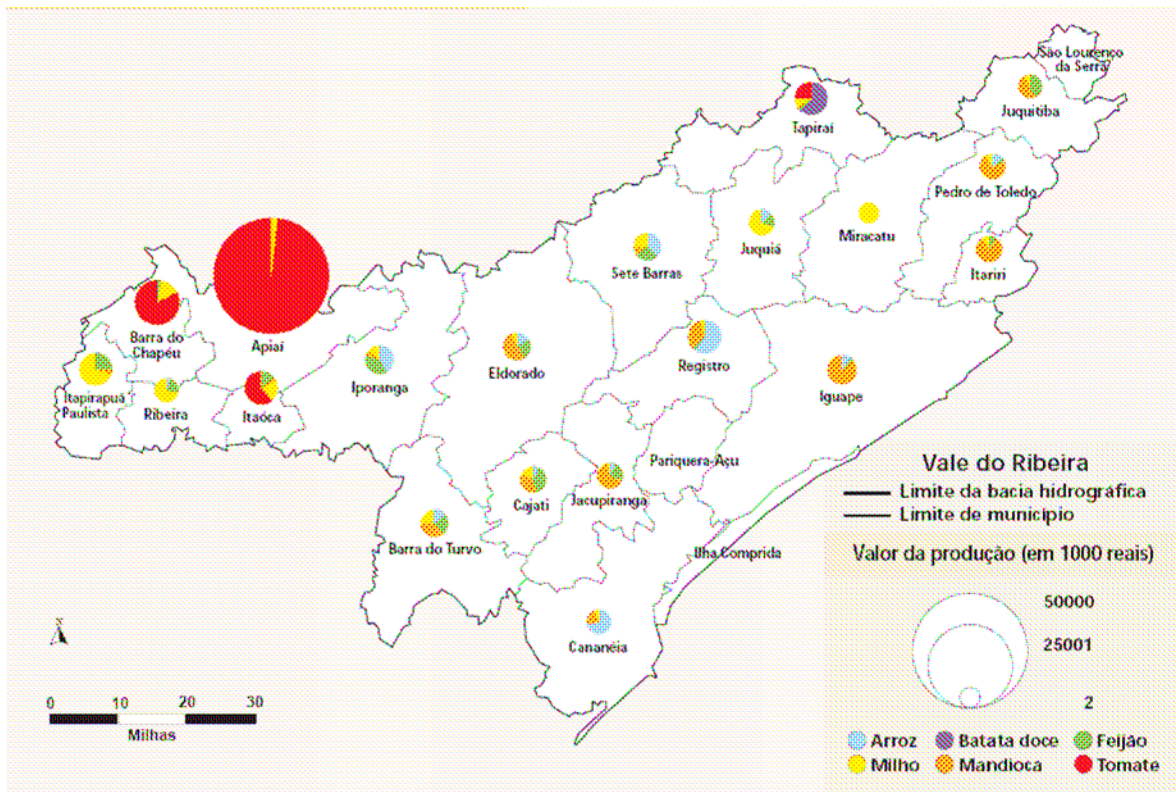 São Lourenço
da Serra
Juquitiba
Tapiraí
Pedro de Toledo
Juquiá
Miracatu
Sete Barras
Itariri
Barra do
Chapéu
Apiaí
Iporanga
Eldorado
Registro
Iguape
Itapirapuã
Paulista
Ribeira
Itaóca
Pariquera-Açu
Cajati
Jacupiranga
Barra do Turvo
Ilha Comprida
Cananéia
N
0 10 20 30
Milhas
Vale do Ribeira
Limite da bacia hidrográfica
Limite de município
Valor da produção (em 1000 reais)
50000
25001
2
Arroz Batata doce Feijão
Milho Mandioca Tomate